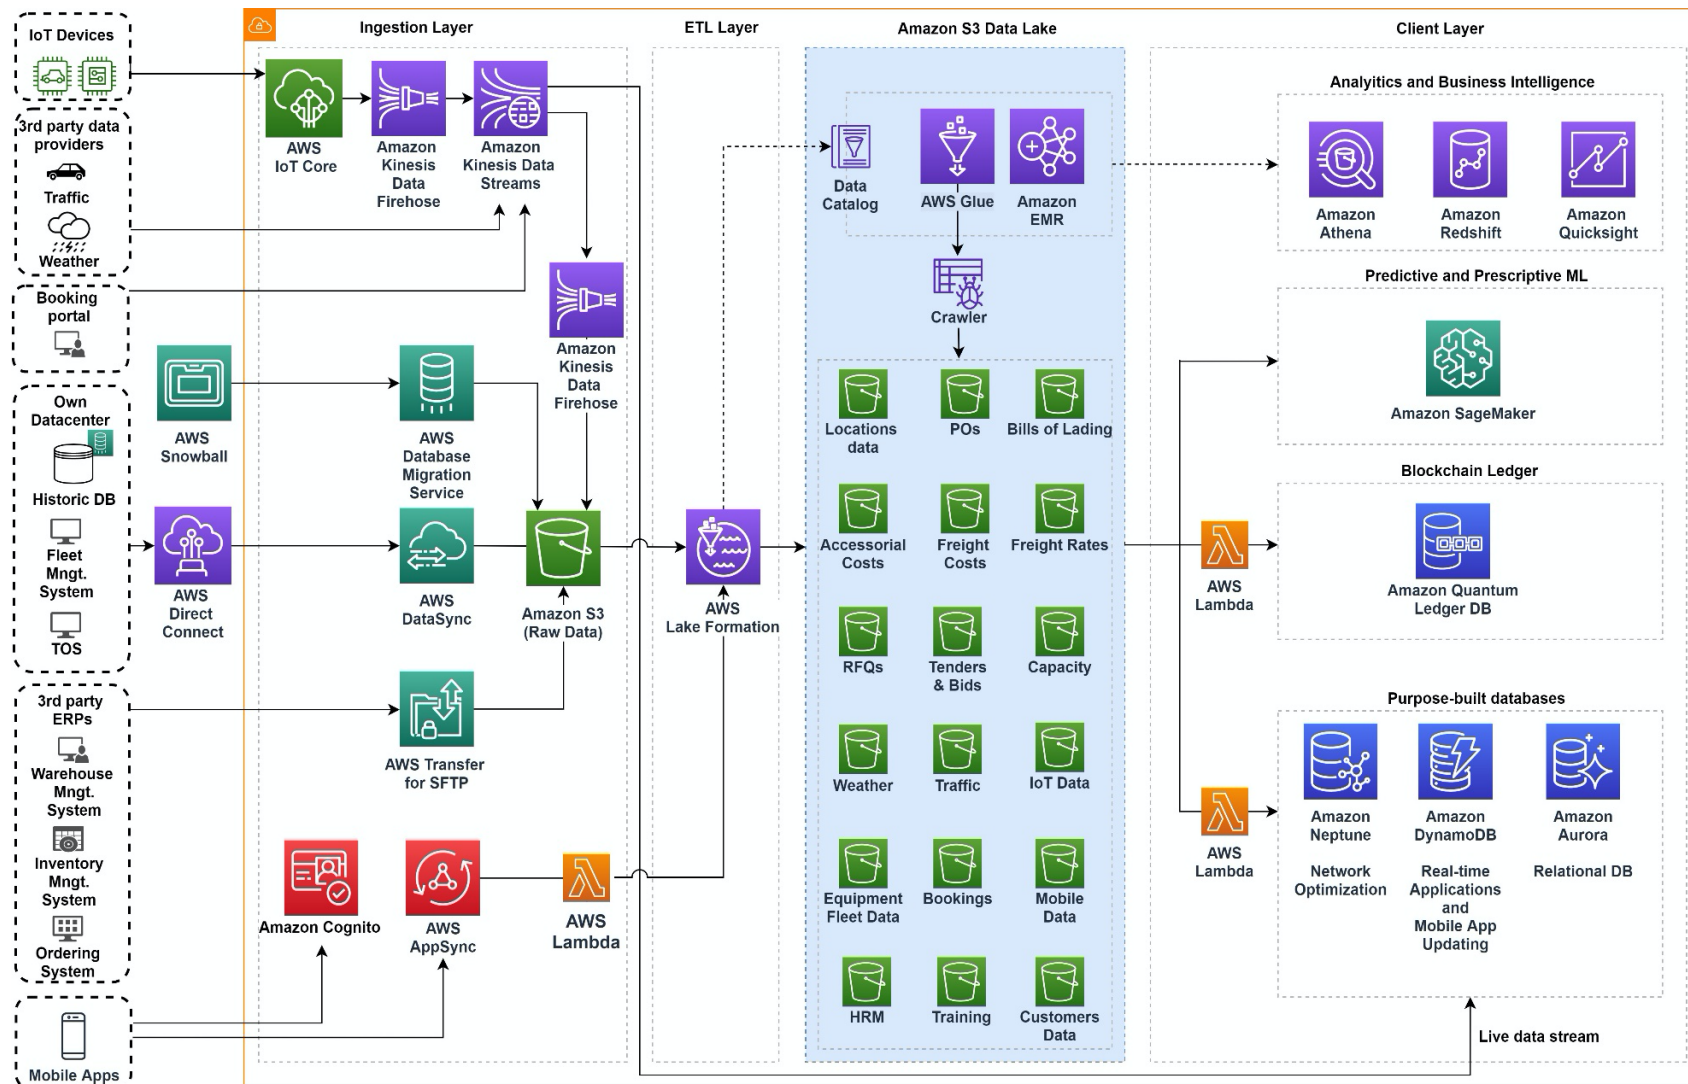 IoT Devices
3rd party data
providers
Traffic
Weather
Booking
portal
Own
Datacenter
Historic DB
Fleet
Mngt.
System
TOS
3rd party
ERPs
Warehouse
Mngt.
System
Inventory
Mngt.
System
Ordering
System
Mobile Apps
AWS
Snowball
AWS
Direct
Connect
Ingestion Layer
AWS
IoT Core
Amazon
Kinesis
Data
Firehose
Amazon
Kinesis Data
Streams
Amazon
Kinesis
Data
Firehose
AWS
Database
Migration
Service
AWS
DataSync
Amazon S3
(Raw Data)
AWS Transfer
for SFTP
Amazon Cognito
AWS
AppSync
AWS
Lambda
ETL Layer
AWS
Lake Formation
Amazon S3 Data Lake
Data
Catalog
AWS Glue
Amazon
EMR
Crawler
Locations
data
POs
Bills of Lading
Accessorial
Costs
Freight
Costs
Freight Rates
RFQs
Tenders
& Bids
Capacity
Weather
Traffic
IoT Data
Equipment
Fleet Data
Bookings
Mobile
Data
HRM
Training
Customers
Data
Client Layer
Analyitics and Business Intelligence
Amazon
Athena
Amazon
Redshift
Amazon
Quicksight
Predictive and Prescriptive ML
Amazon SageMaker
Blockchain Ledger
AWS
Lambda
Amazon Quantum
Ledger DB
Purpose-built databases
AWS
Lambda
Amazon
Neptune
Network
Optimization
Amazon
DynamoDB
Real-time
Applications
and
Mobile App
Updating
Amazon
Aurora
Relational DB
Live data stream